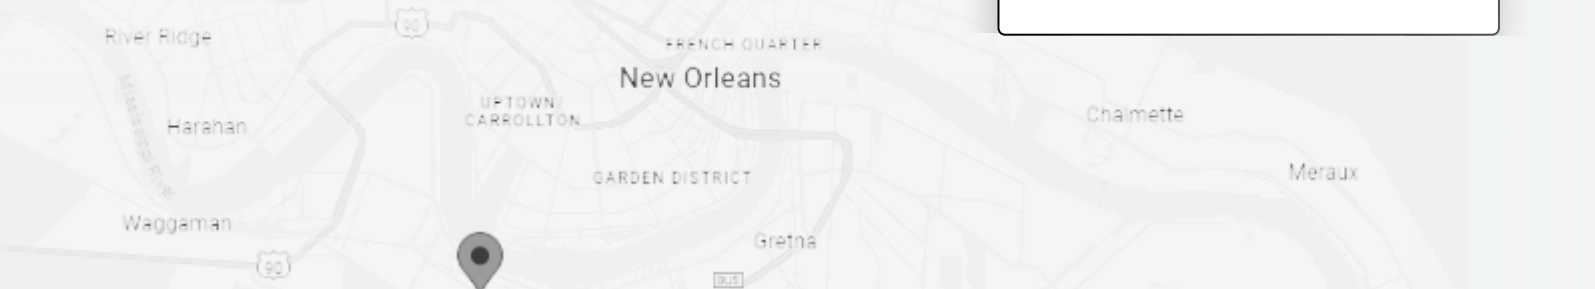 90
River Ridge
FRENCH QUARTER
New Orleans
Mississippi River
UPTOWN/
CARROLLTON
Chalmette
Harahan
Meraux
GARDEN DISTRICT
Waggaman
Gretna
90
BUS